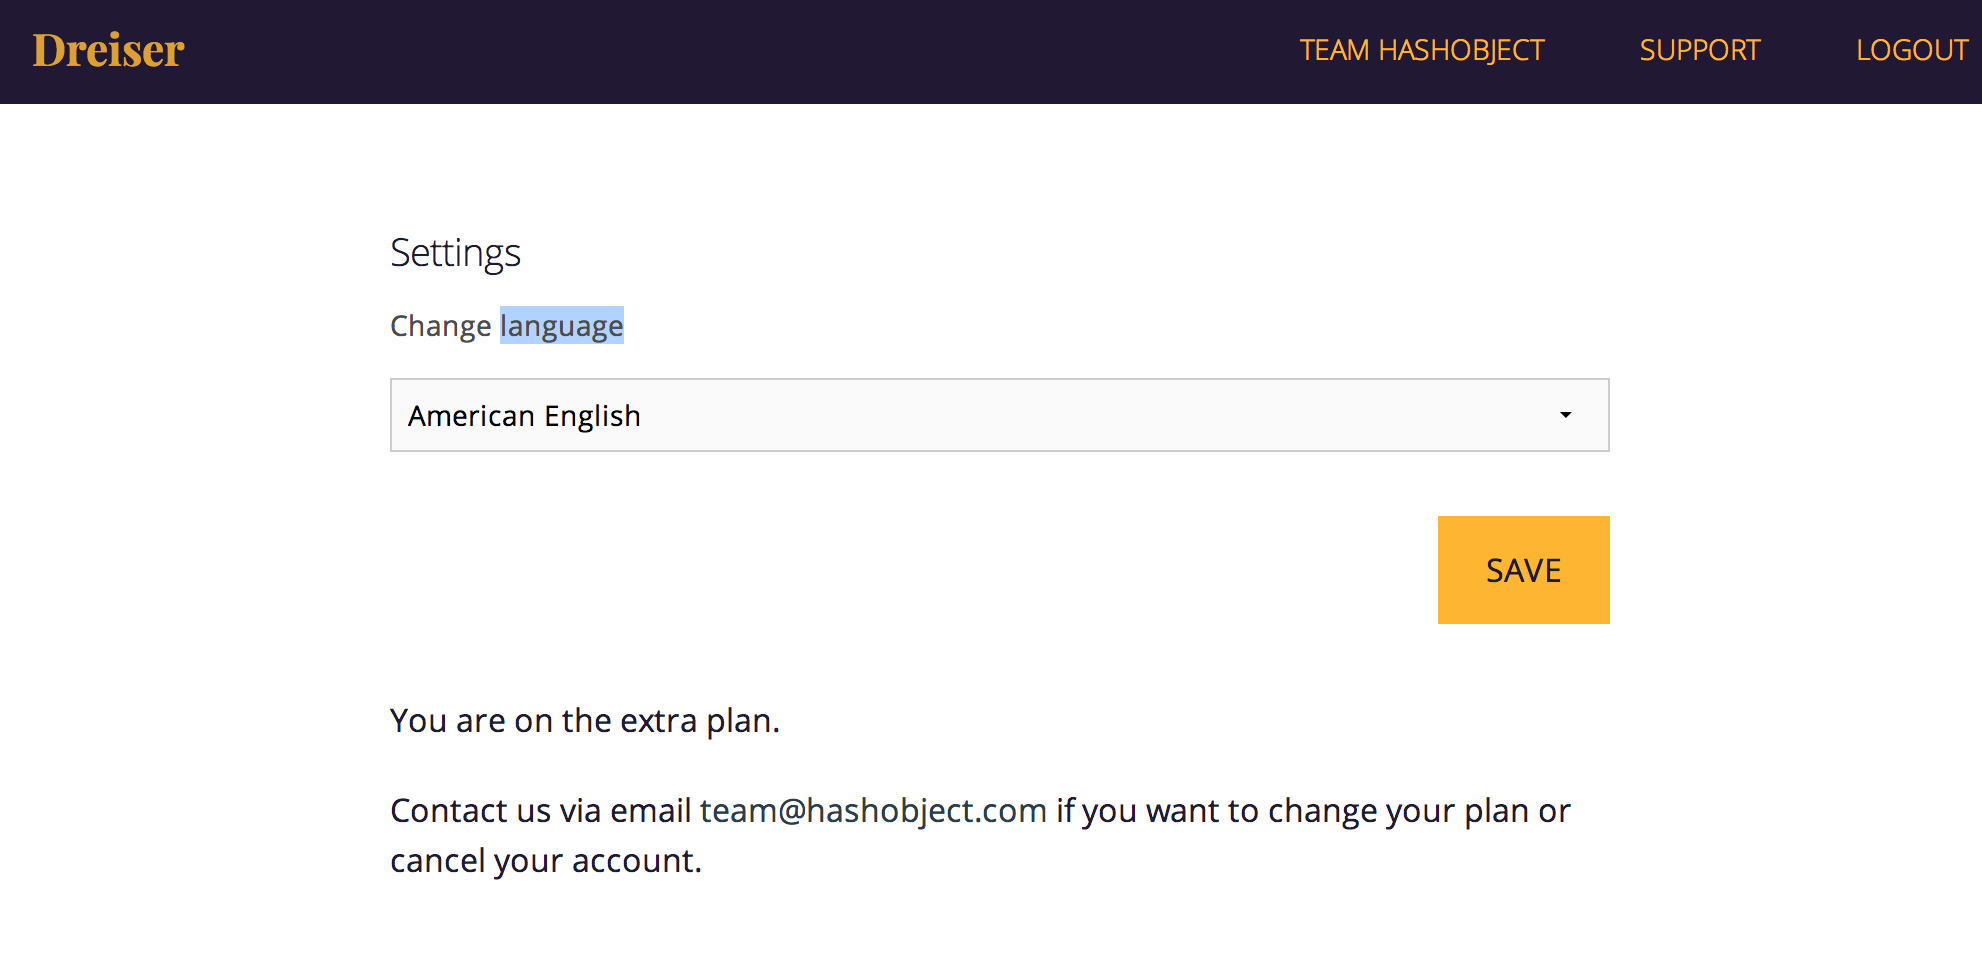 Dreiser TEAM HASHOBJECT SUPPORT LOGOUT
Settings
Change language
American English
SAVE
You are on the extra plan.
Contact us via email team@hashobject.com if you want to change your plan or
cancel your account.